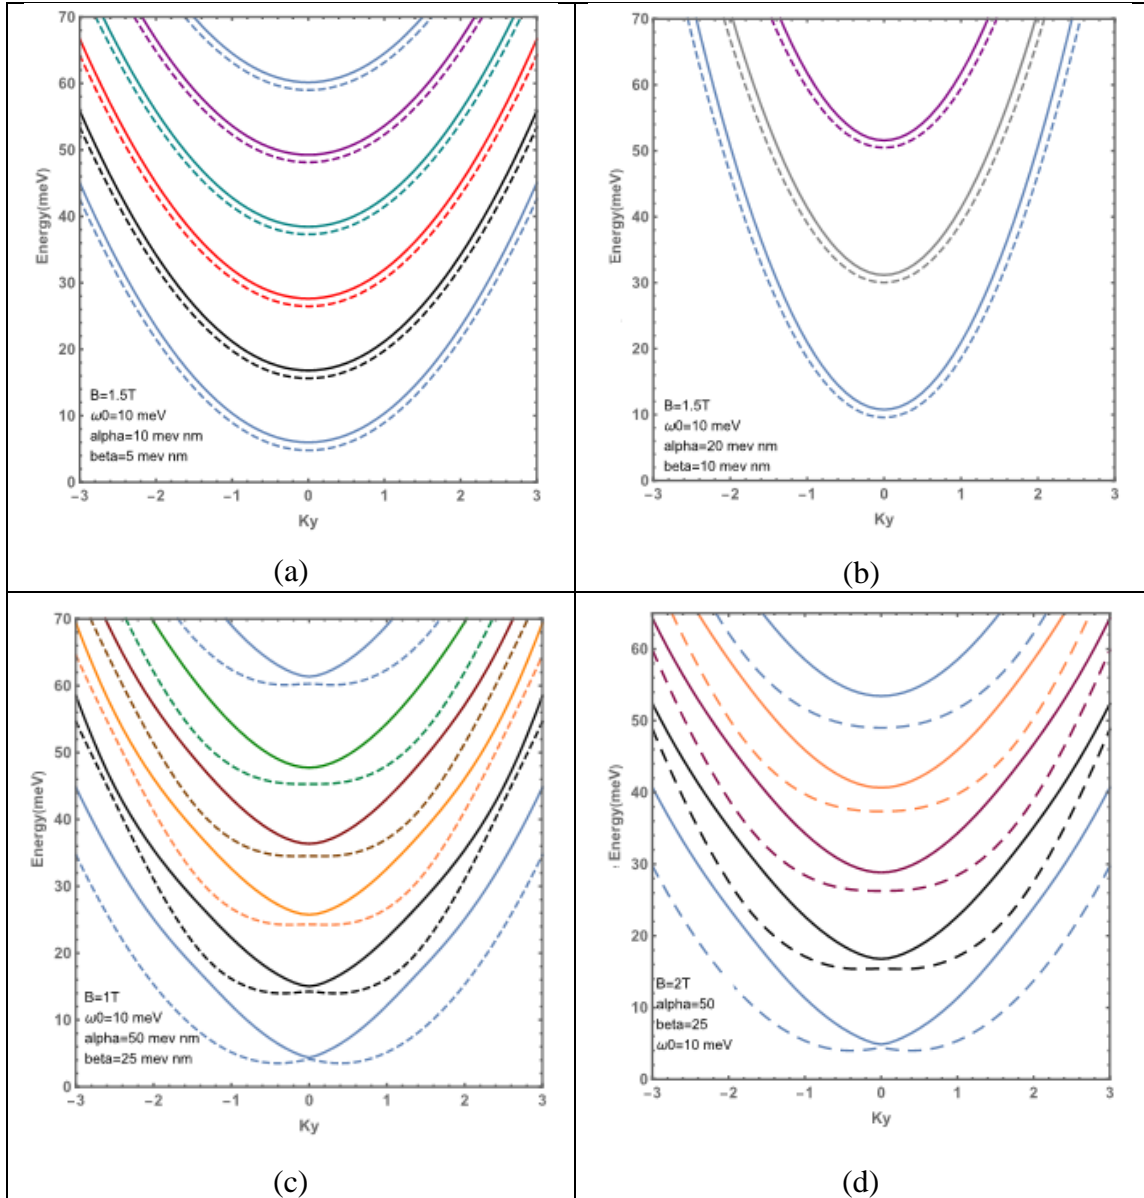 70
60
50
40
30
20
10
0
Energy(meV)
B=1.5T
ω0=10 meV
alpha=10 mev nm
beta=5 mev nm
−3 −2 −1 0 1 2 3
Ky
(a)
70
60
50
40
30
20
10
0
Energy(meV)
B=1.5T
ω0=10 meV
alpha=20 mev nm
beta=10 mev nm
−3 −2 −1 0 1 2 3
Ky
(b)
70
60
50
40
30
20
10
0
Energy(meV)
B=1T
ω0=10 meV
alpha=50 mev nm
beta=25 mev nm
−3 −2 −1 0 1 2 3
Ky
(c)
60
50
40
30
20
10
0
Energy(meV)
B=2T
alpha=50
beta=25
ω0=10 meV
−3 −2 −1 0 1 2 3
Ky
(d)